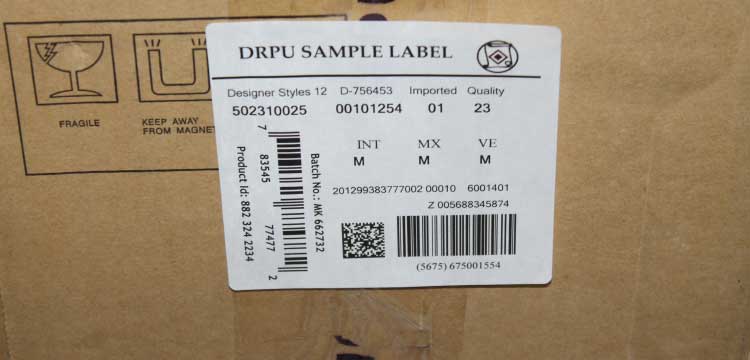 FRAGILE
KEEP AWAY
FROM MAGNET
DRPU SAMPLE LABEL
Designer Styles 12 D-756453 Imported Quality
502310025 00101254 01 23
INT MX VE
M M M
201299383777002 00010 6001401
Z 005688345874
(5675) 675001554
Batch No.: MK 662732
7 83545 77477 2
Product Id: 882 324 2234